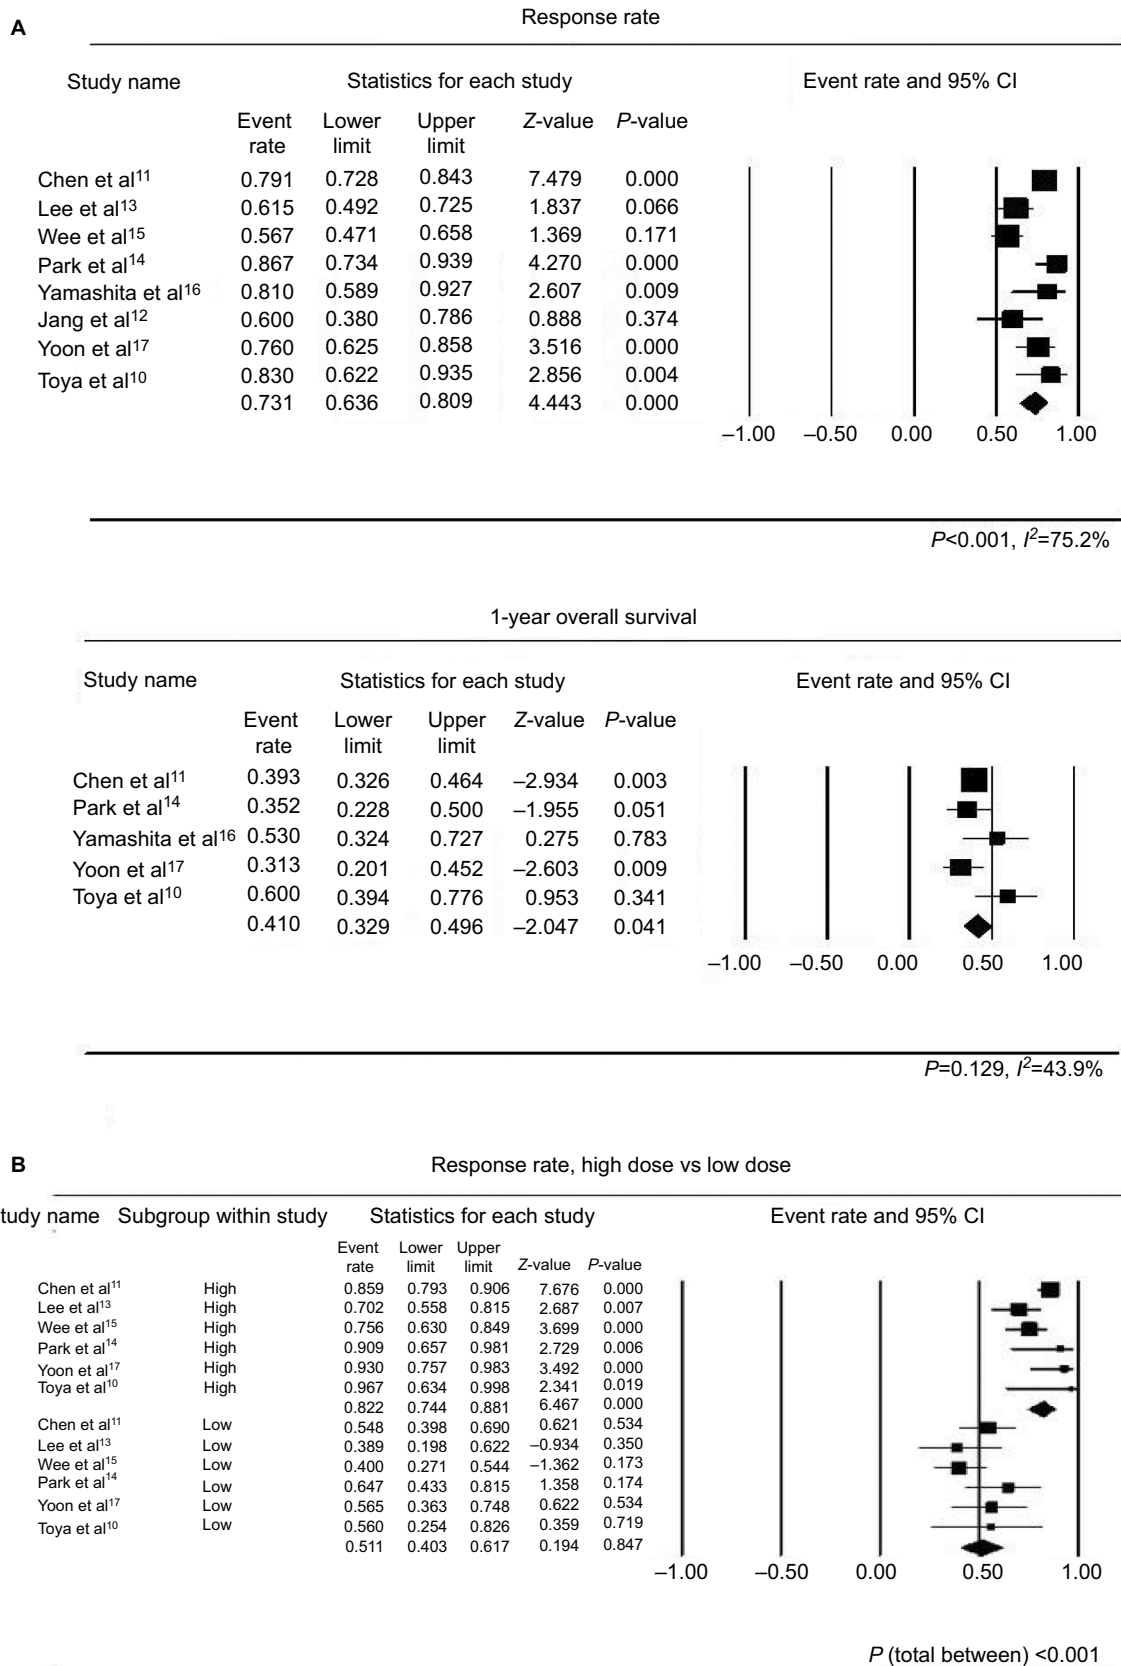 A
Response rate
Study name Statistics for each study Event rate and 95% CI
Event rate Lower limit Upper limit Z-value P-value
Chen et al11 0.791 0.728 0.843 7.479 0.000
Lee et al13 0.615 0.492 0.725 1.837 0.066
Wee et al15 0.567 0.471 0.658 1.369 0.171
Park et al14 0.867 0.734 0.939 4.270 0.000
Yamashita et al16 0.810 0.589 0.927 2.607 0.009
Jang et al12 0.600 0.380 0.786 0.888 0.374
Yoon et al17 0.760 0.625 0.858 3.516 0.000
Toya et al10 0.830 0.622 0.935 2.856 0.004
0.731 0.636 0.809 4.443 0.000
–1.00 –0.50 0.00 0.50 1.00
P<0.001, I2=75.2%
1-year overall survival
Study name Statistics for each study Event rate and 95% CI
Event rate Lower limit Upper limit Z-value P-value
Chen et al11 0.393 0.326 0.464 –2.934 0.003
Park et al14 0.352 0.228 0.500 –1.955 0.051
Yamashita et al16 0.530 0.324 0.727 0.275 0.783
Yoon et al17 0.313 0.201 0.452 –2.603 0.009
Toya et al10 0.600 0.394 0.776 0.953 0.341
0.410 0.329 0.496 –2.047 0.041
–1.00 –0.50 0.00 0.50 1.00
P=0.129, I2=43.9%
B
Response rate, high dose vs low dose
tudy name Subgroup within study Statistics for each study Event rate and 95% CI
Event rate Lower limit Upper limit Z-value P-value
Chen et al11 High 0.859 0.793 0.906 7.676 0.000
Lee et al13 High 0.702 0.558 0.815 2.687 0.007
Wee et al15 High 0.756 0.630 0.849 3.699 0.000
Park et al14 High 0.909 0.657 0.981 2.729 0.006
Yoon et al17 High 0.930 0.757 0.983 3.492 0.000
Toya et al10 High 0.967 0.634 0.998 2.341 0.019
0.822 0.744 0.881 6.467 0.000
Chen et al11 Low 0.548 0.398 0.690 0.621 0.534
Lee et al13 Low 0.389 0.198 0.622 –0.934 0.350
Wee et al15 Low 0.400 0.271 0.544 –1.362 0.173
Park et al14 Low 0.647 0.433 0.815 1.358 0.174
Yoon et al17 Low 0.565 0.363 0.748 0.622 0.534
Toya et al10 Low 0.560 0.254 0.826 0.359 0.719
0.511 0.403 0.617 0.194 0.847
–1.00 –0.50 0.00 0.50 1.00
P (total between) <0.001